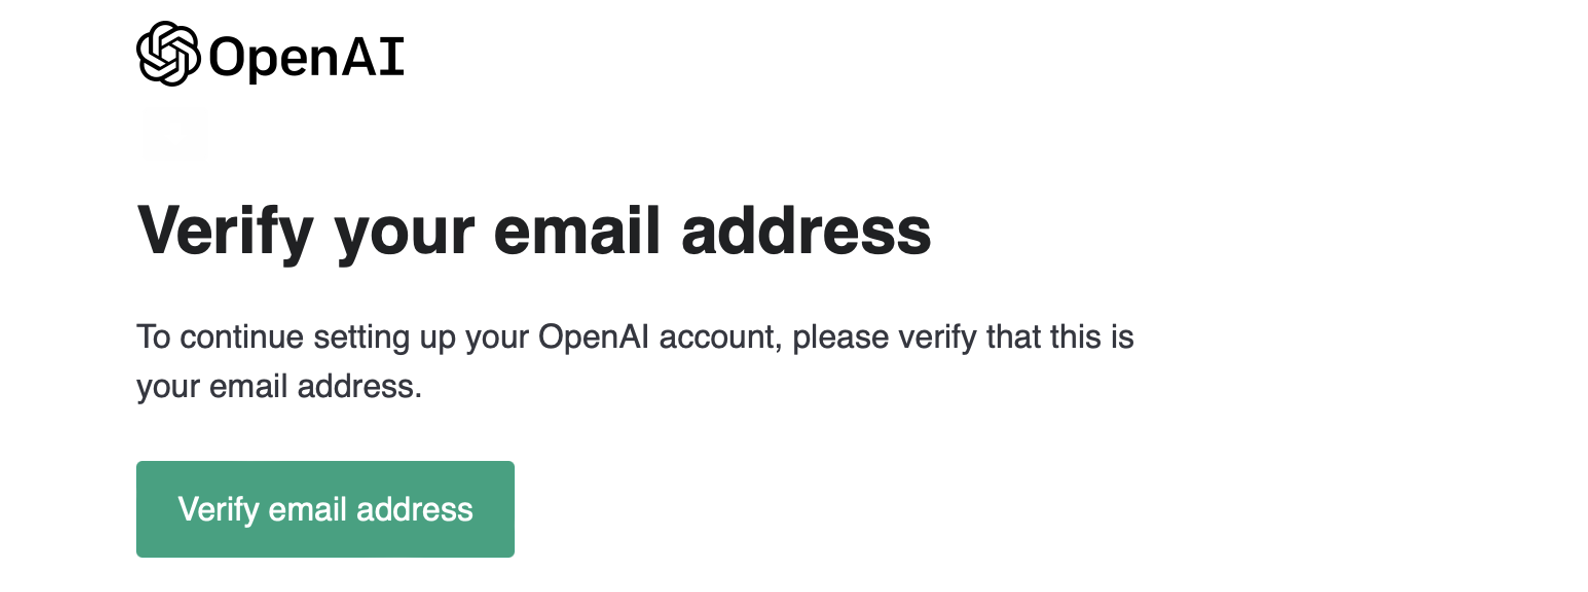 OpenAI
Verify your email address
To continue setting up your OpenAI account, please verify that this is
your email address.
Verify email address